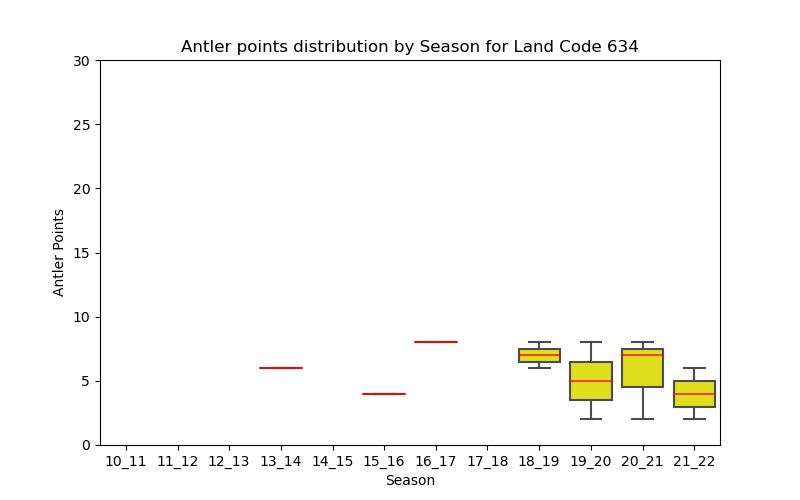 Antler points distribution by Season for Land Code 634
30
25
20
15
10
5
0
Antler Points
10_11 11_12 12_13 13_14 14_15 15_16 16_17 17_18 18_19 19_20 20_21 21_22
Season